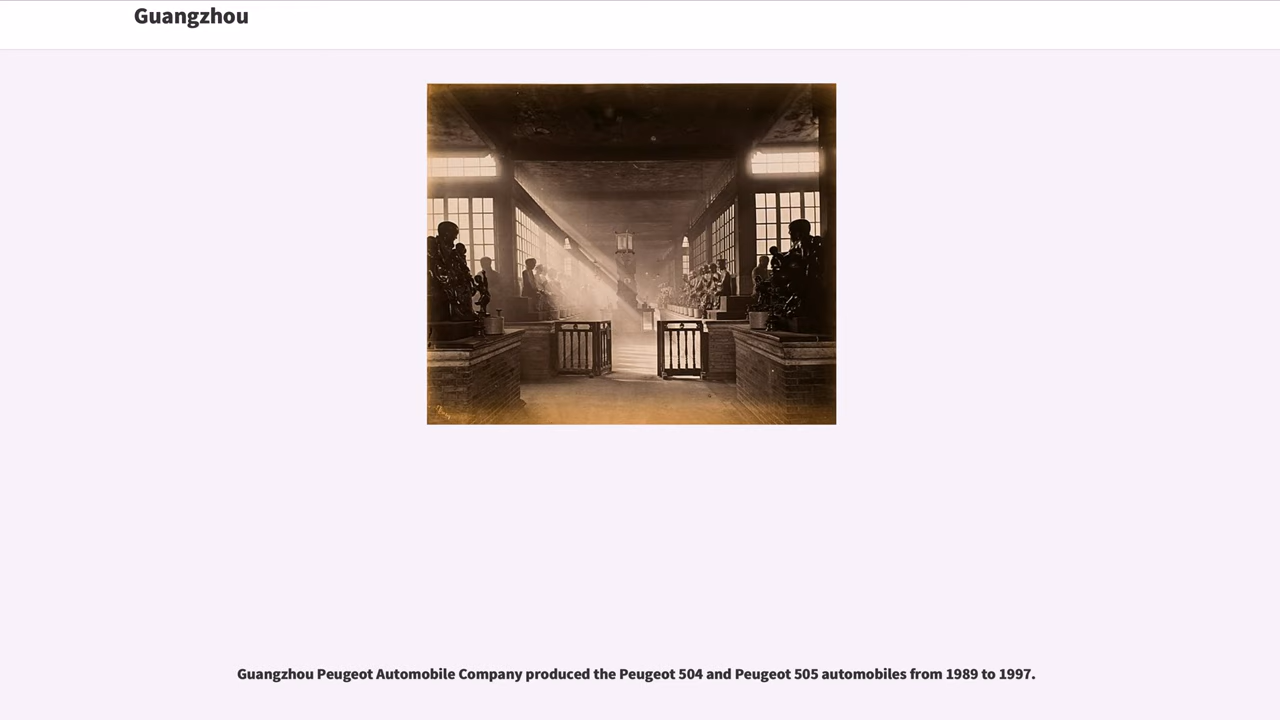 Guangzhou
Guangzhou Peugeot Automobile Company produced the Peugeot 504 and Peugeot 505 automobiles from 1989 to 1997.